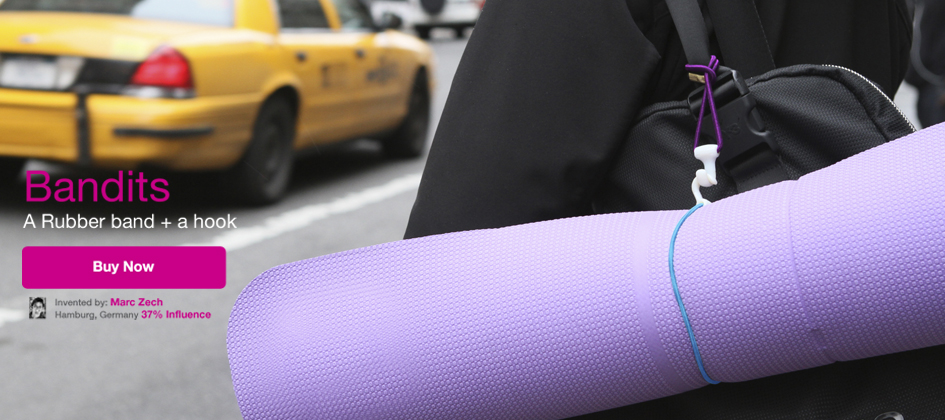 Bandits
A Rubber band + a hook
Buy Now
Invented by: Marc Zech
Hamburg, Germany 37% Influence